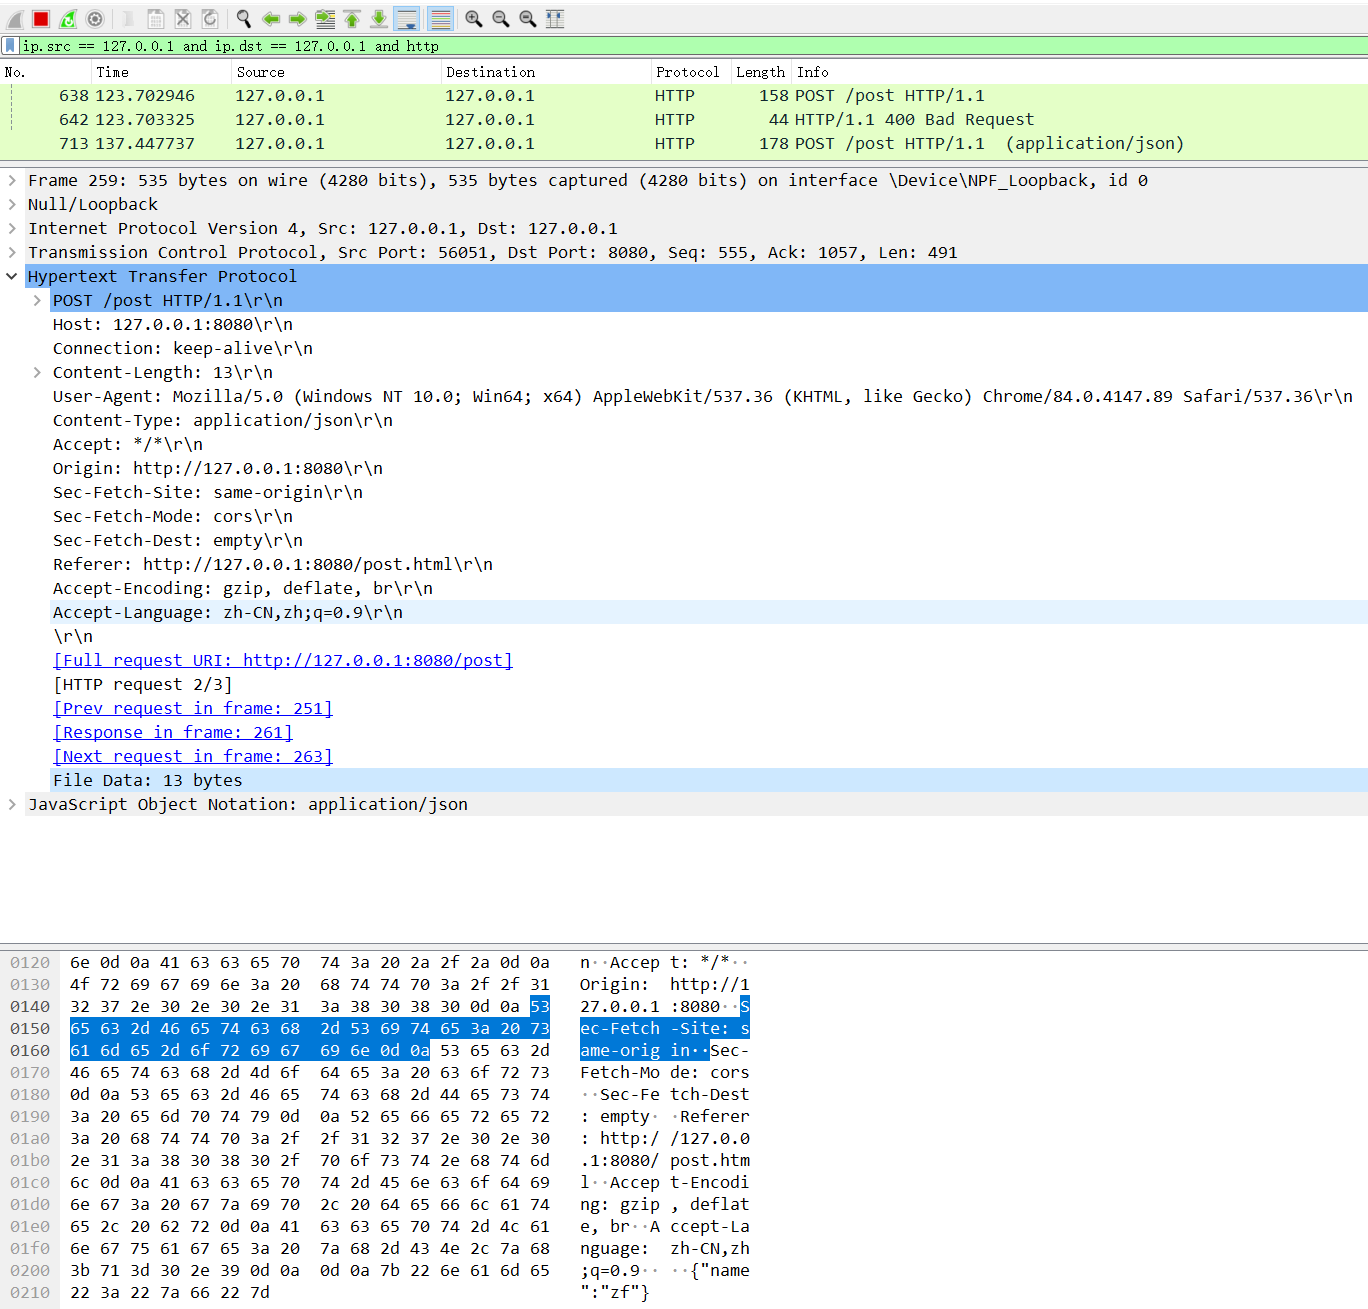 ip.src == 127.0.0.1 and ip.dst == 127.0.0.1 and http
No. Time Source Destination Protocol Length Info
638 123.702946 127.0.0.1 127.0.0.1 HTTP 158 POST /post HTTP/1.1
642 123.703325 127.0.0.1 127.0.0.1 HTTP 44 HTTP/1.1 400 Bad Request
713 137.447737 127.0.0.1 127.0.0.1 HTTP 178 POST /post HTTP/1.1  (application/json)
Frame 259: 535 bytes on wire (4280 bits), 535 bytes captured (4280 bits) on interface \Device\NPF_Loopback, id 0
Null/Loopback
Internet Protocol Version 4, Src: 127.0.0.1, Dst: 127.0.0.1
Transmission Control Protocol, Src Port: 56051, Dst Port: 8080, Seq: 555, Ack: 1057, Len: 491
Hypertext Transfer Protocol
POST /post HTTP/1.1\r\n
Host: 127.0.0.1:8080\r\n
Connection: keep-alive\r\n
Content-Length: 13\r\n
User-Agent: Mozilla/5.0 (Windows NT 10.0; Win64; x64) AppleWebKit/537.36 (KHTML, like Gecko) Chrome/84.0.4147.89 Safari/537.36\r\n
Content-Type: application/json\r\n
Accept: */*\r\n
Origin: http://127.0.0.1:8080\r\n
Sec-Fetch-Site: same-origin\r\n
Sec-Fetch-Mode: cors\r\n
Sec-Fetch-Dest: empty\r\n
Referer: http://127.0.0.1:8080/post.html\r\n
Accept-Encoding: gzip, deflate, br\r\n
Accept-Language: zh-CN,zh;q=0.9\r\n
\r\n
[Full request URI: http://127.0.0.1:8080/post]
[HTTP request 2/3]
[Prev request in frame: 251]
[Response in frame: 261]
[Next request in frame: 263]
File Data: 13 bytes
JavaScript Object Notation: application/json
0120 6e 0d 0a 41 63 63 65 70 74 3a 20 2a 2f 2a 0d 0a n··Accep t: */*··
0130 4f 72 69 67 69 6e 3a 20 68 74 74 70 3a 2f 2f 31 Origin:  http://1
0140 32 37 2e 30 2e 30 2e 31 3a 38 30 38 30 0d 0a 53 27.0.0.1 :8080··S
0150 65 63 2d 46 65 74 63 68 2d 53 69 74 65 3a 20 73 ec-Fetch -Site: s
0160 61 6d 65 2d 6f 72 69 67 69 6e 0d 0a 53 65 63 2d ame-orig in··Sec-
0170 46 65 74 63 68 2d 4d 6f 64 65 3a 20 63 6f 72 73 Fetch-Mo de: cors
0180 0d 0a 53 65 63 2d 46 65 74 63 68 2d 44 65 73 74 ··Sec-Fe tch-Dest
0190 3a 20 65 6d 70 74 79 0d 0a 52 65 66 65 72 65 72 : empty· ·Referer
01a0 3a 20 68 74 74 70 3a 2f 2f 31 32 37 2e 30 2e 30 : http:/ /127.0.0
01b0 2e 31 3a 38 30 38 30 2f 70 6f 73 74 2e 68 74 6d .1:8080/ post.htm
01c0 6c 0d 0a 41 63 63 65 70 74 2d 45 6e 63 6f 64 69 l··Accep t-Encodi
01d0 6e 67 3a 20 67 7a 69 70 2c 20 64 65 66 6c 61 74 ng: gzip , deflat
01e0 65 2c 20 62 72 0d 0a 41 63 63 65 70 74 2d 4c 61 e, br··A ccept-La
01f0 6e 67 75 61 67 65 3a 20 7a 68 2d 43 4e 2c 7a 68 nguage:  zh-CN,zh
0200 3b 71 3d 30 2e 39 0d 0a 0d 0a 7b 22 6e 61 6d 65 ;q=0.9·· ··{"name
0210 22 3a 22 7a 66 22 7d ":"zf"}